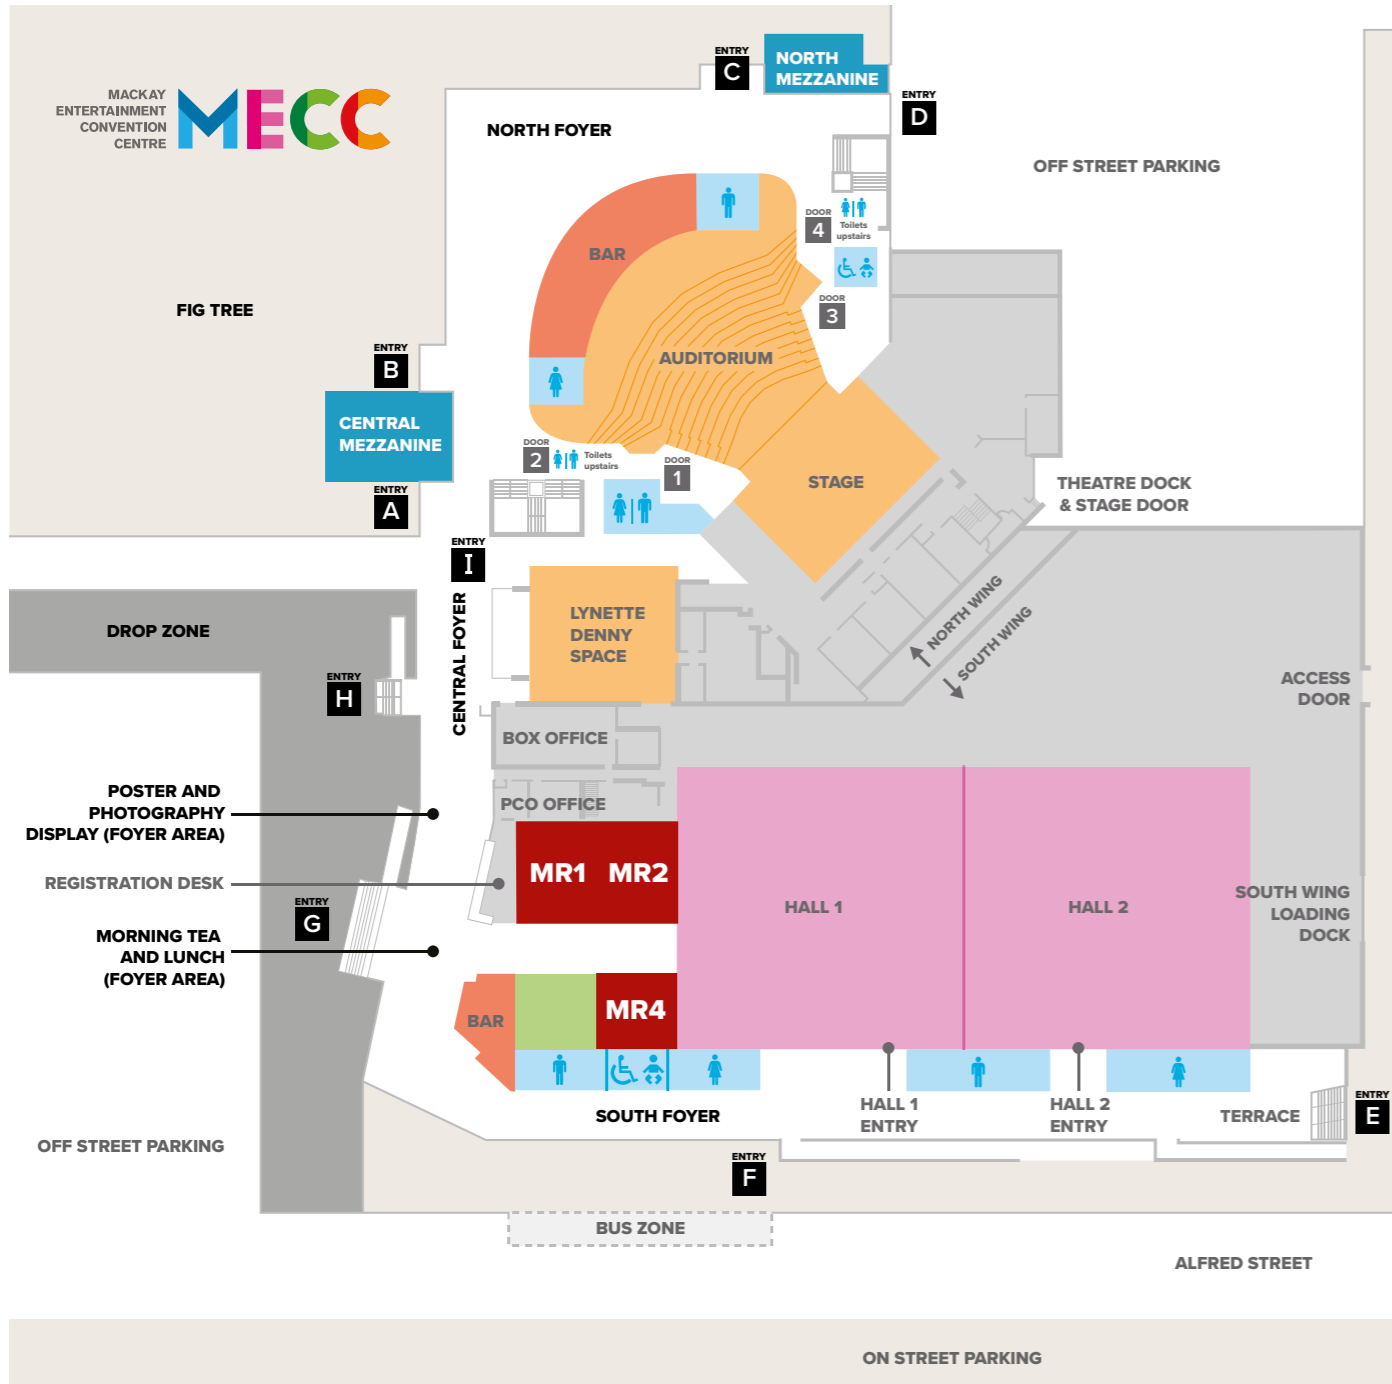 MACKAY
ENTERTAINMENT
CONVENTION
CENTRE
MECC
ENTRY
C
NORTH
MEZZANINE
ENTRY
D
NORTH FOYER
OFF STREET PARKING
BAR
DOOR
4
Toilets
upstairs
DOOR
3
FIG TREE
AUDITORIUM
ENTRY
B
CENTRAL
MEZZANINE
ENTRY
A
DOOR
2
Toilets
upstairs
DOOR
1
STAGE
THEATRE DOCK
& STAGE DOOR
ENTRY
I
CENTRAL FOYER
LYNETTE
DENNY
SPACE
NORTH WING
SOUTH WING
DROP ZONE
ENTRY
H
ACCESS
DOOR
BOX OFFICE
POSTER AND
PHOTOGRAPHY
DISPLAY (FOYER AREA)
PCO OFFICE
MR1
MR2
REGISTRATION DESK
ENTRY
G
HALL 1
HALL 2
SOUTH WING
LOADING
DOCK
MORNING TEA
AND LUNCH
(FOYER AREA)
BAR
MR4
SOUTH FOYER
HALL 1
ENTRY
HALL 2
ENTRY
TERRACE
ENTRY
E
OFF STREET PARKING
ENTRY
F
BUS ZONE
ALFRED STREET
ON STREET PARKING